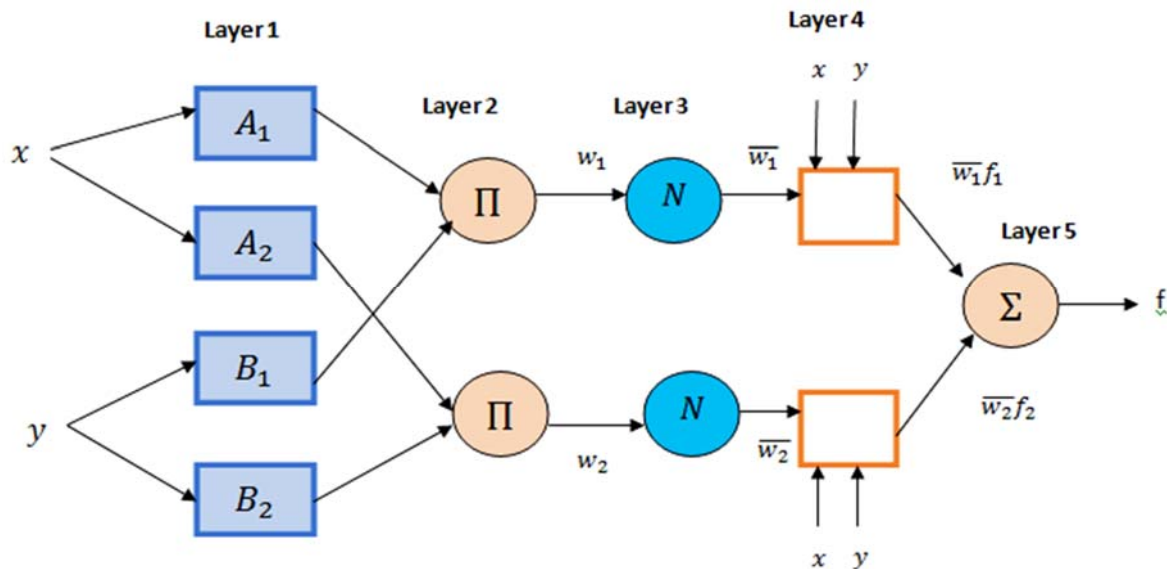 Layer 1
Layer 4
x y
Layer 2
Layer 3
A₁
x
w₁
w̅₁
w̅₁f₁
Π
N
A₂
Layer 5
Σ
f
B₁
Π
N
w̅₂f₂
y
w₂
w̅₂
B₂
x y